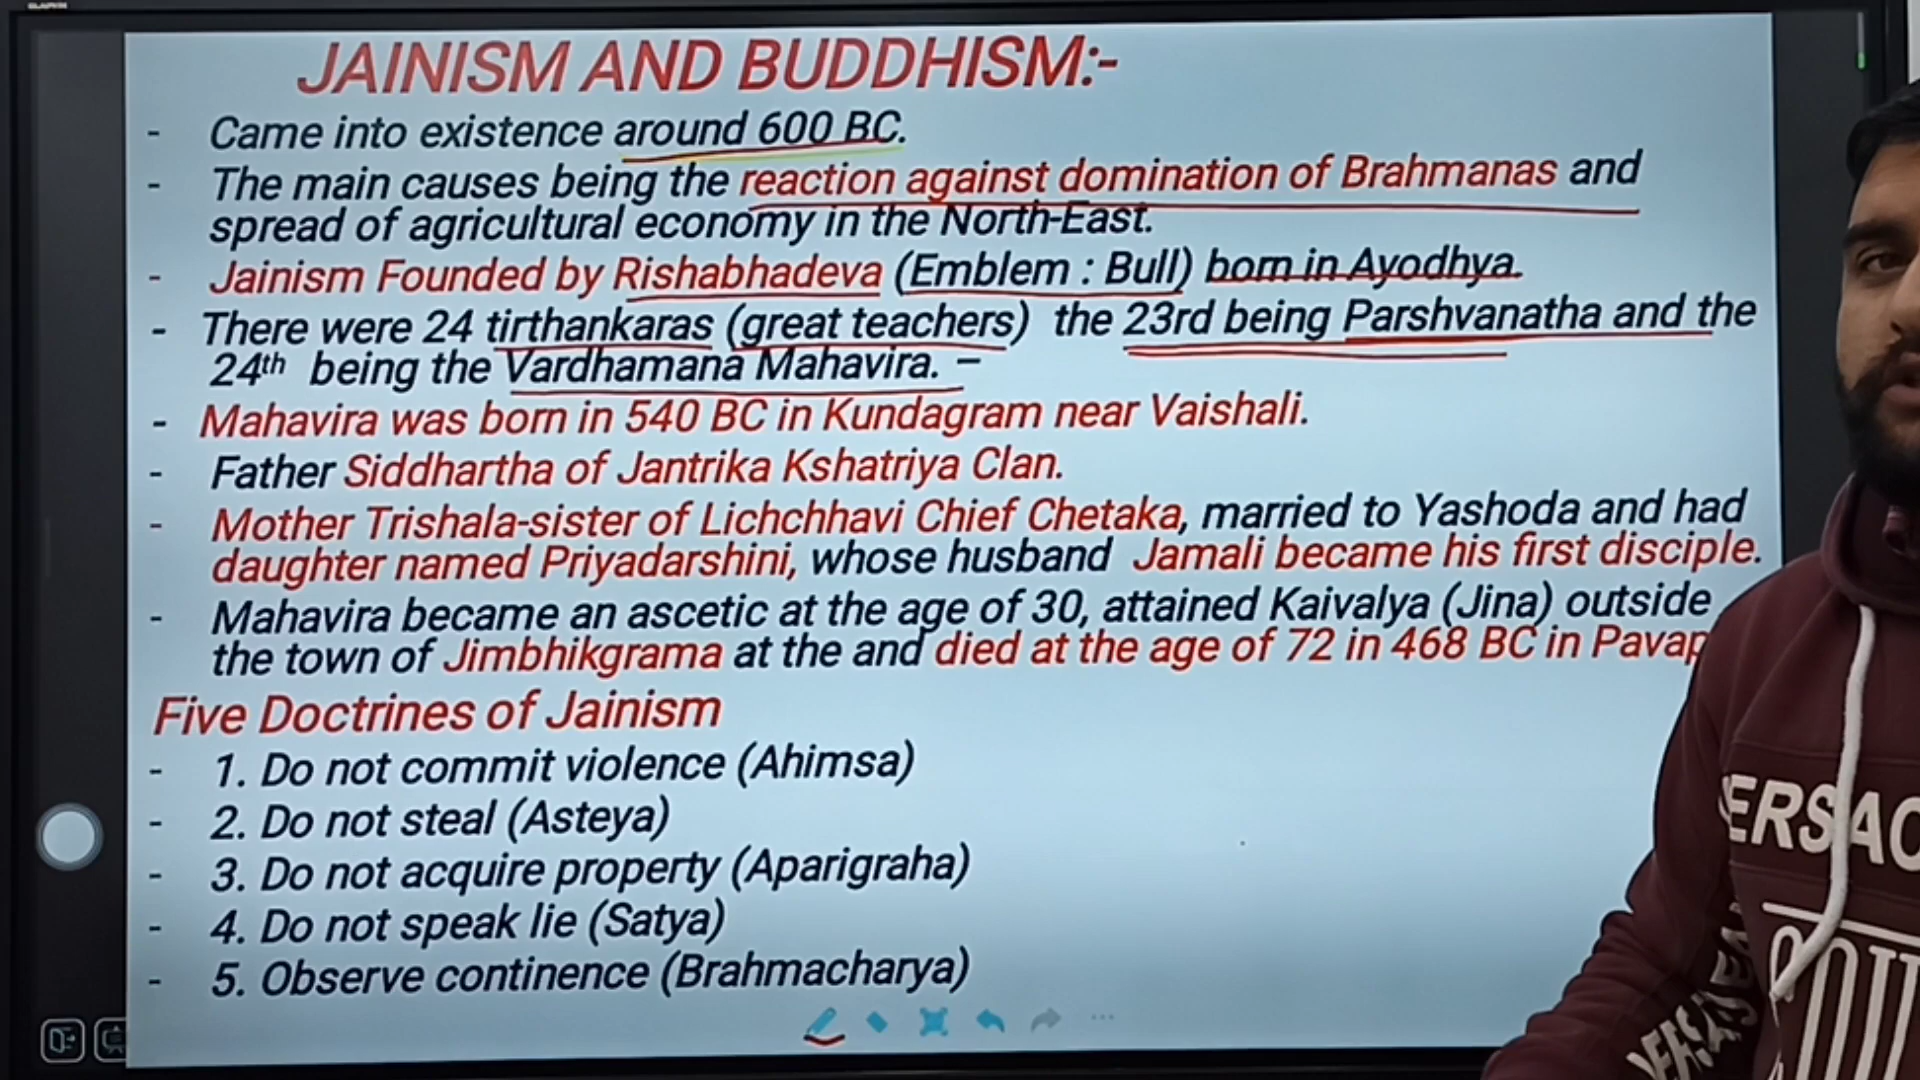 JAINISM AND BUDDHISM:-
- Came into existence around 600 BC.
- The main causes being the reaction against domination of Brahmanas and
spread of agricultural economy in the North-East.
- Jainism Founded by Rishabhadeva (Emblem : Bull) born in Ayodhya.
- There were 24 tirthankaras (great teachers) the 23rd being Parshvanatha and the
24th being the Vardhamana Mahavira. –
- Mahavira was born in 540 BC in Kundagram near Vaishali.
- Father Siddhartha of Jantrika Kshatriya Clan.
- Mother Trishala-sister of Lichchhavi Chief Chetaka, married to Yashoda and had
daughter named Priyadarshini, whose husband Jamali became his first disciple.
- Mahavira became an ascetic at the age of 30, attained Kaivalya (Jina) outside
the town of Jimbhikgrama at the and died at the age of 72 in 468 BC in Pavap
Five Doctrines of Jainism
- 1. Do not commit violence (Ahimsa)
- 2. Do not steal (Asteya)
- 3. Do not acquire property (Aparigraha)
- 4. Do not speak lie (Satya)
- 5. Observe continence (Brahmacharya)
ERSAC